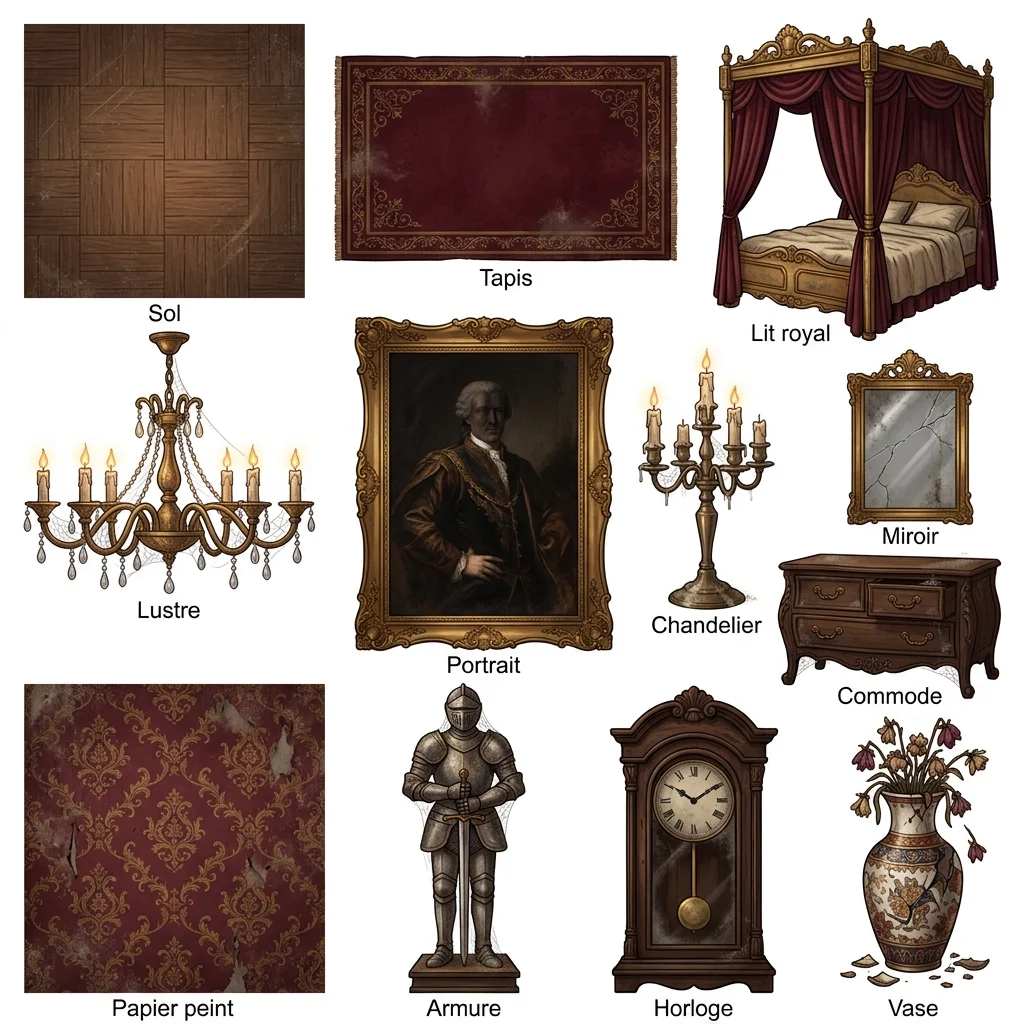 Sol
Tapis
Lit royal
Lustre
Portrait
Chandelier
Miroir
Commode
Papier peint
Armure
Horloge
Vase